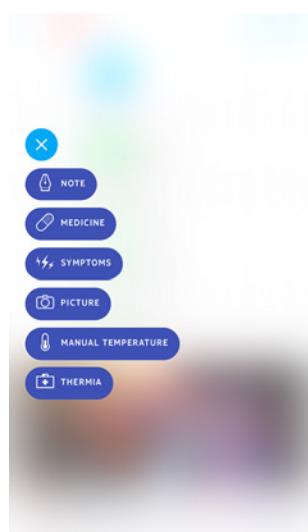 NOTE
MEDICINE
SYMPTOMS
PICTURE
MANUAL TEMPERATURE
THERMIA